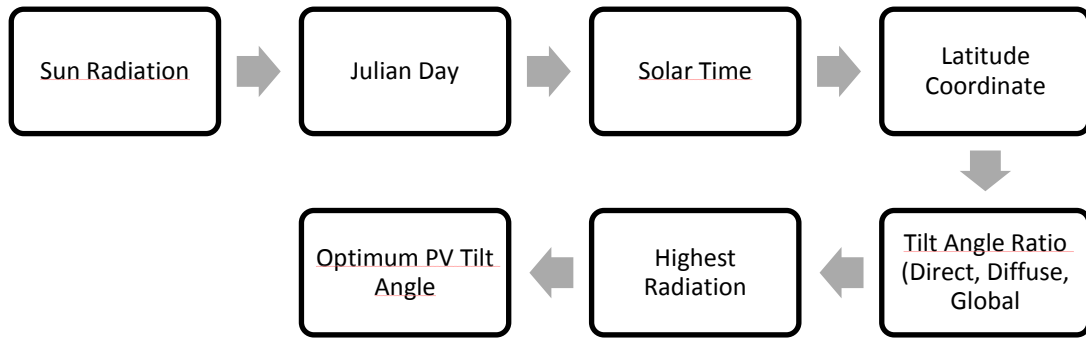 Sun Radiation
Julian Day
Solar Time
Latitude
Coordinate
Tilt Angle Ratio
(Direct, Diffuse,
Global
Highest
Radiation
Optimum PV Tilt
Angle